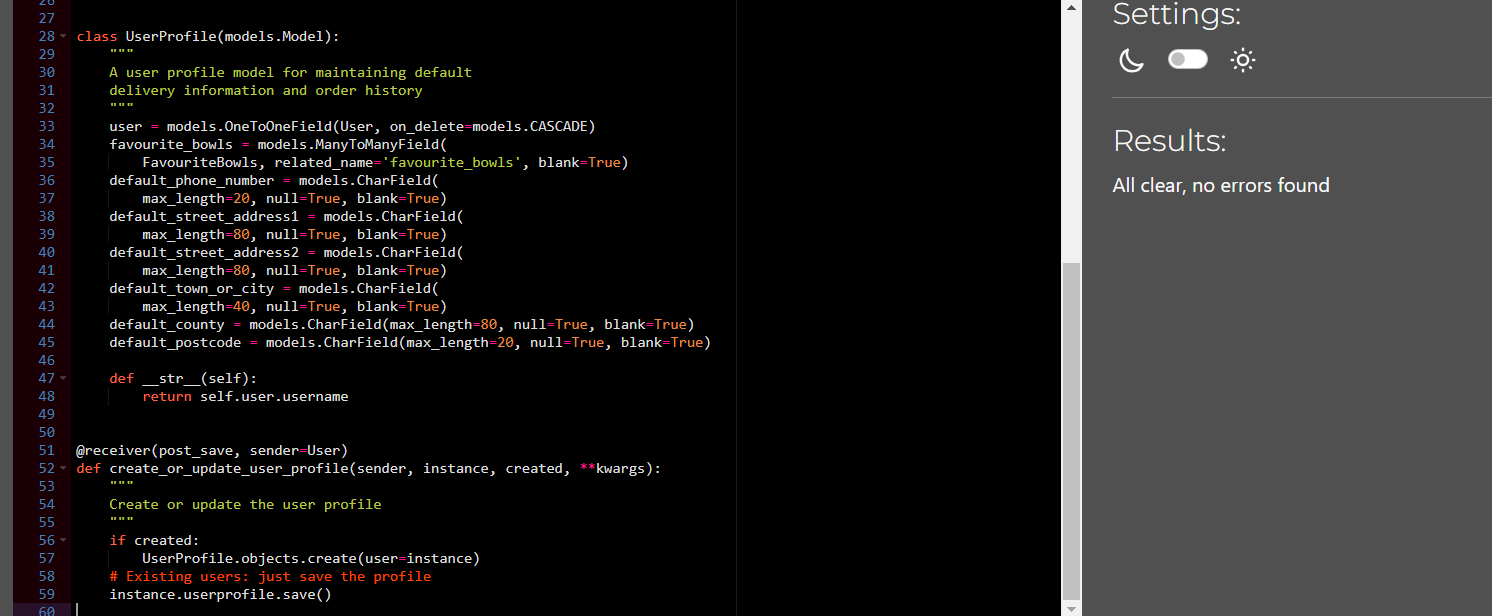 26
27
28 class UserProfile(models.Model):
29 """
30 A user profile model for maintaining default
31 delivery information and order history
32 """
33 user = models.OneToOneField(User, on_delete=models.CASCADE)
34 favourite_bowls = models.ManyToManyField(
35 FavouriteBowls, related_name='favourite_bowls', blank=True)
36 default_phone_number = models.CharField(
37 max_length=20, null=True, blank=True)
38 default_street_address1 = models.CharField(
39 max_length=80, null=True, blank=True)
40 default_street_address2 = models.CharField(
41 max_length=80, null=True, blank=True)
42 default_town_or_city = models.CharField(
43 max_length=40, null=True, blank=True)
44 default_county = models.CharField(max_length=80, null=True, blank=True)
45 default_postcode = models.CharField(max_length=20, null=True, blank=True)
46
47 def __str__(self):
48 return self.user.username
49
50
51 @receiver(post_save, sender=User)
52 def create_or_update_user_profile(sender, instance, created, **kwargs):
53 """
54 Create or update the user profile
55 """
56 if created:
57 UserProfile.objects.create(user=instance)
58 # Existing users: just save the profile
59 instance.userprofile.save()
60
Settings:
Results:
All clear, no errors found